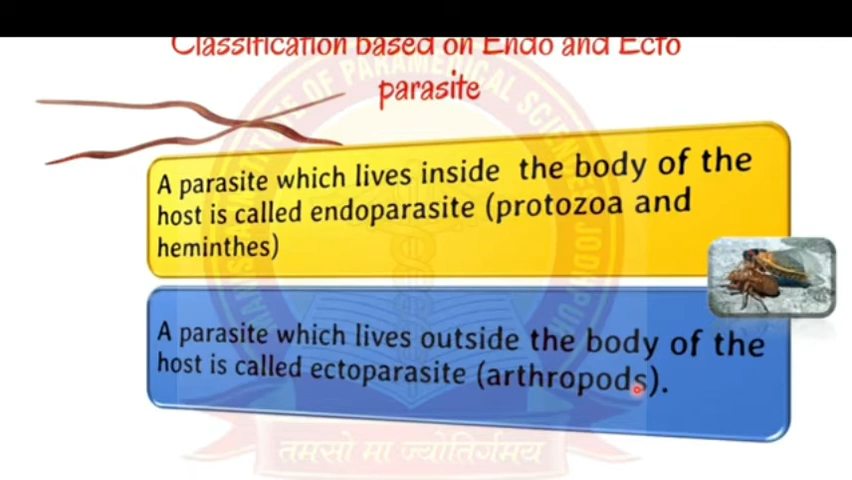 Classification based on Endo and Ecto
parasite
A parasite which lives inside the body of the
host is called endoparasite (protozoa and
heminthes)
A parasite which lives outside the body of the
host is called ectoparasite (arthropods).
तमसो मा ज्योतिर्गमय